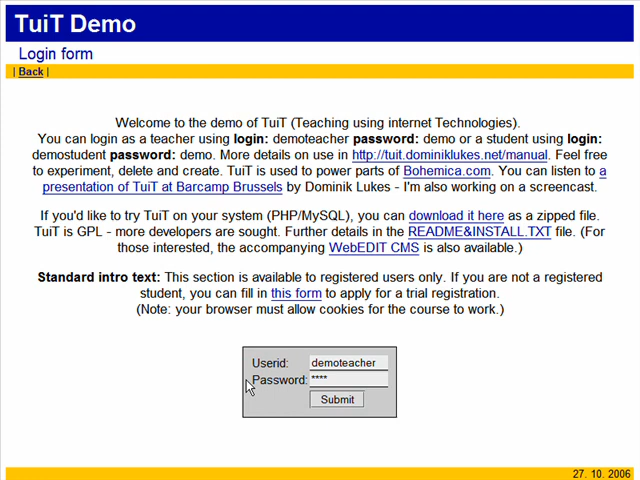 TuiT Demo
Login form
| Back |
Welcome to the demo of TuiT (Teaching using internet Technologies).
You can login as a teacher using login: demoteacher password: demo or a student using login:
demostudent password: demo. More details on use in http://tuit.dominiklukes.net/manual. Feel free
to experiment, delete and create. TuiT is used to power parts of Bohemica.com. You can listen to a
presentation of TuiT at Barcamp Brussels by Dominik Lukes - I'm also working on a screencast.
If you'd like to try TuiT on your system (PHP/MySQL), you can download it here as a zipped file.
TuiT is GPL - more developers are sought. Further details in the README&INSTALL.TXT file. (For
those interested, the accompanying WebEDIT CMS is also available.)
Standard intro text: This section is available to registered users only. If you are not a registered
student, you can fill in this form to apply for a trial registration.
(Note: your browser must allow cookies for the course to work.)
Userid: demoteacher
Password: ****
Submit
27. 10. 2006